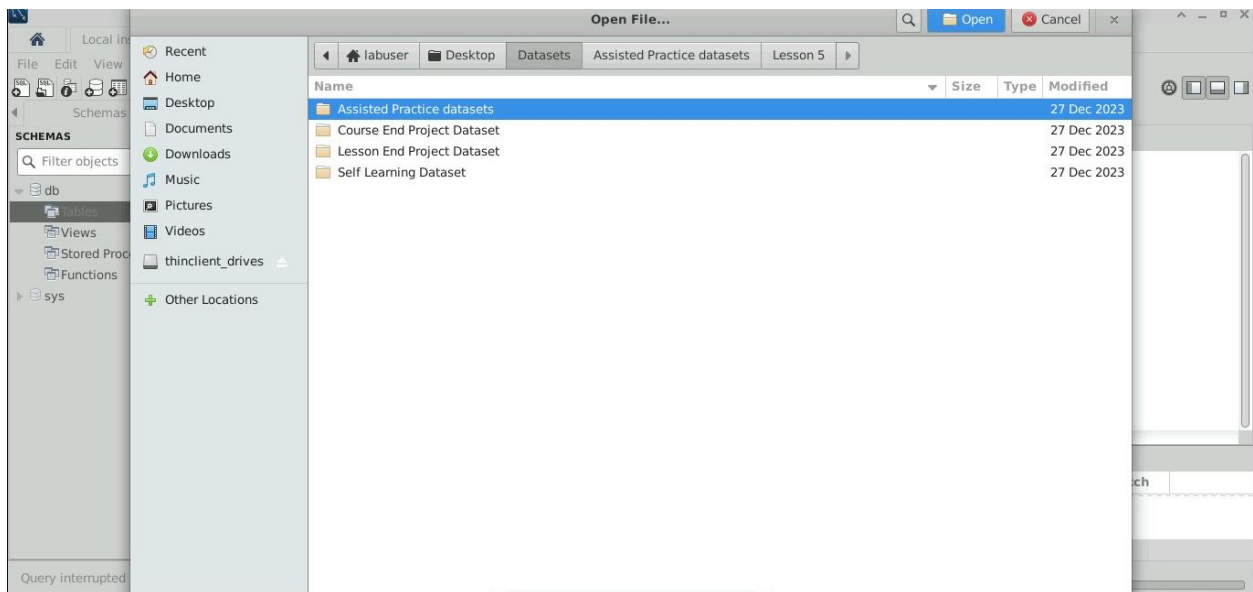 Open File...
Open
Cancel
Local in
File Edit View
Schemas
SCHEMAS
Filter objects
db
Tables
Views
Stored Proc
Functions
sys
Query interrupted
Recent
Home
Desktop
Documents
Downloads
Music
Pictures
Videos
thinclient_drives
Other Locations
labuser Desktop Datasets Assisted Practice datasets Lesson 5
Name Size Type Modified
Assisted Practice datasets 27 Dec 2023
Course End Project Dataset 27 Dec 2023
Lesson End Project Dataset 27 Dec 2023
Self Learning Dataset 27 Dec 2023
tch